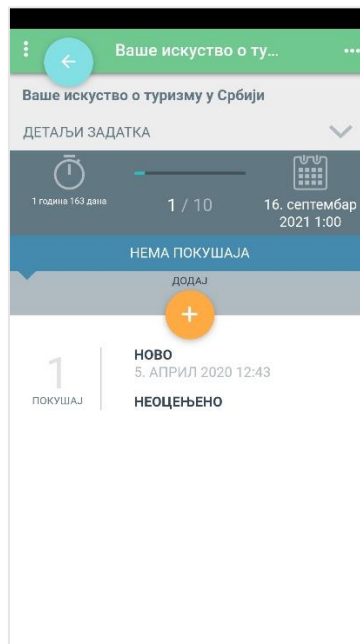 Ваше искуство о ту...
Ваше искуство о туризму у Србији
ДЕТАЉИ ЗАДАТКА
1 година 163 дана
1 / 10
16. септембар
2021 1:00
НЕМА ПОКУШАЈА
ДОДАЈ
1
ПОКУШАЈ
НОВО
5. АПРИЛ 2020 12:43
НЕОЦЕЊЕНО